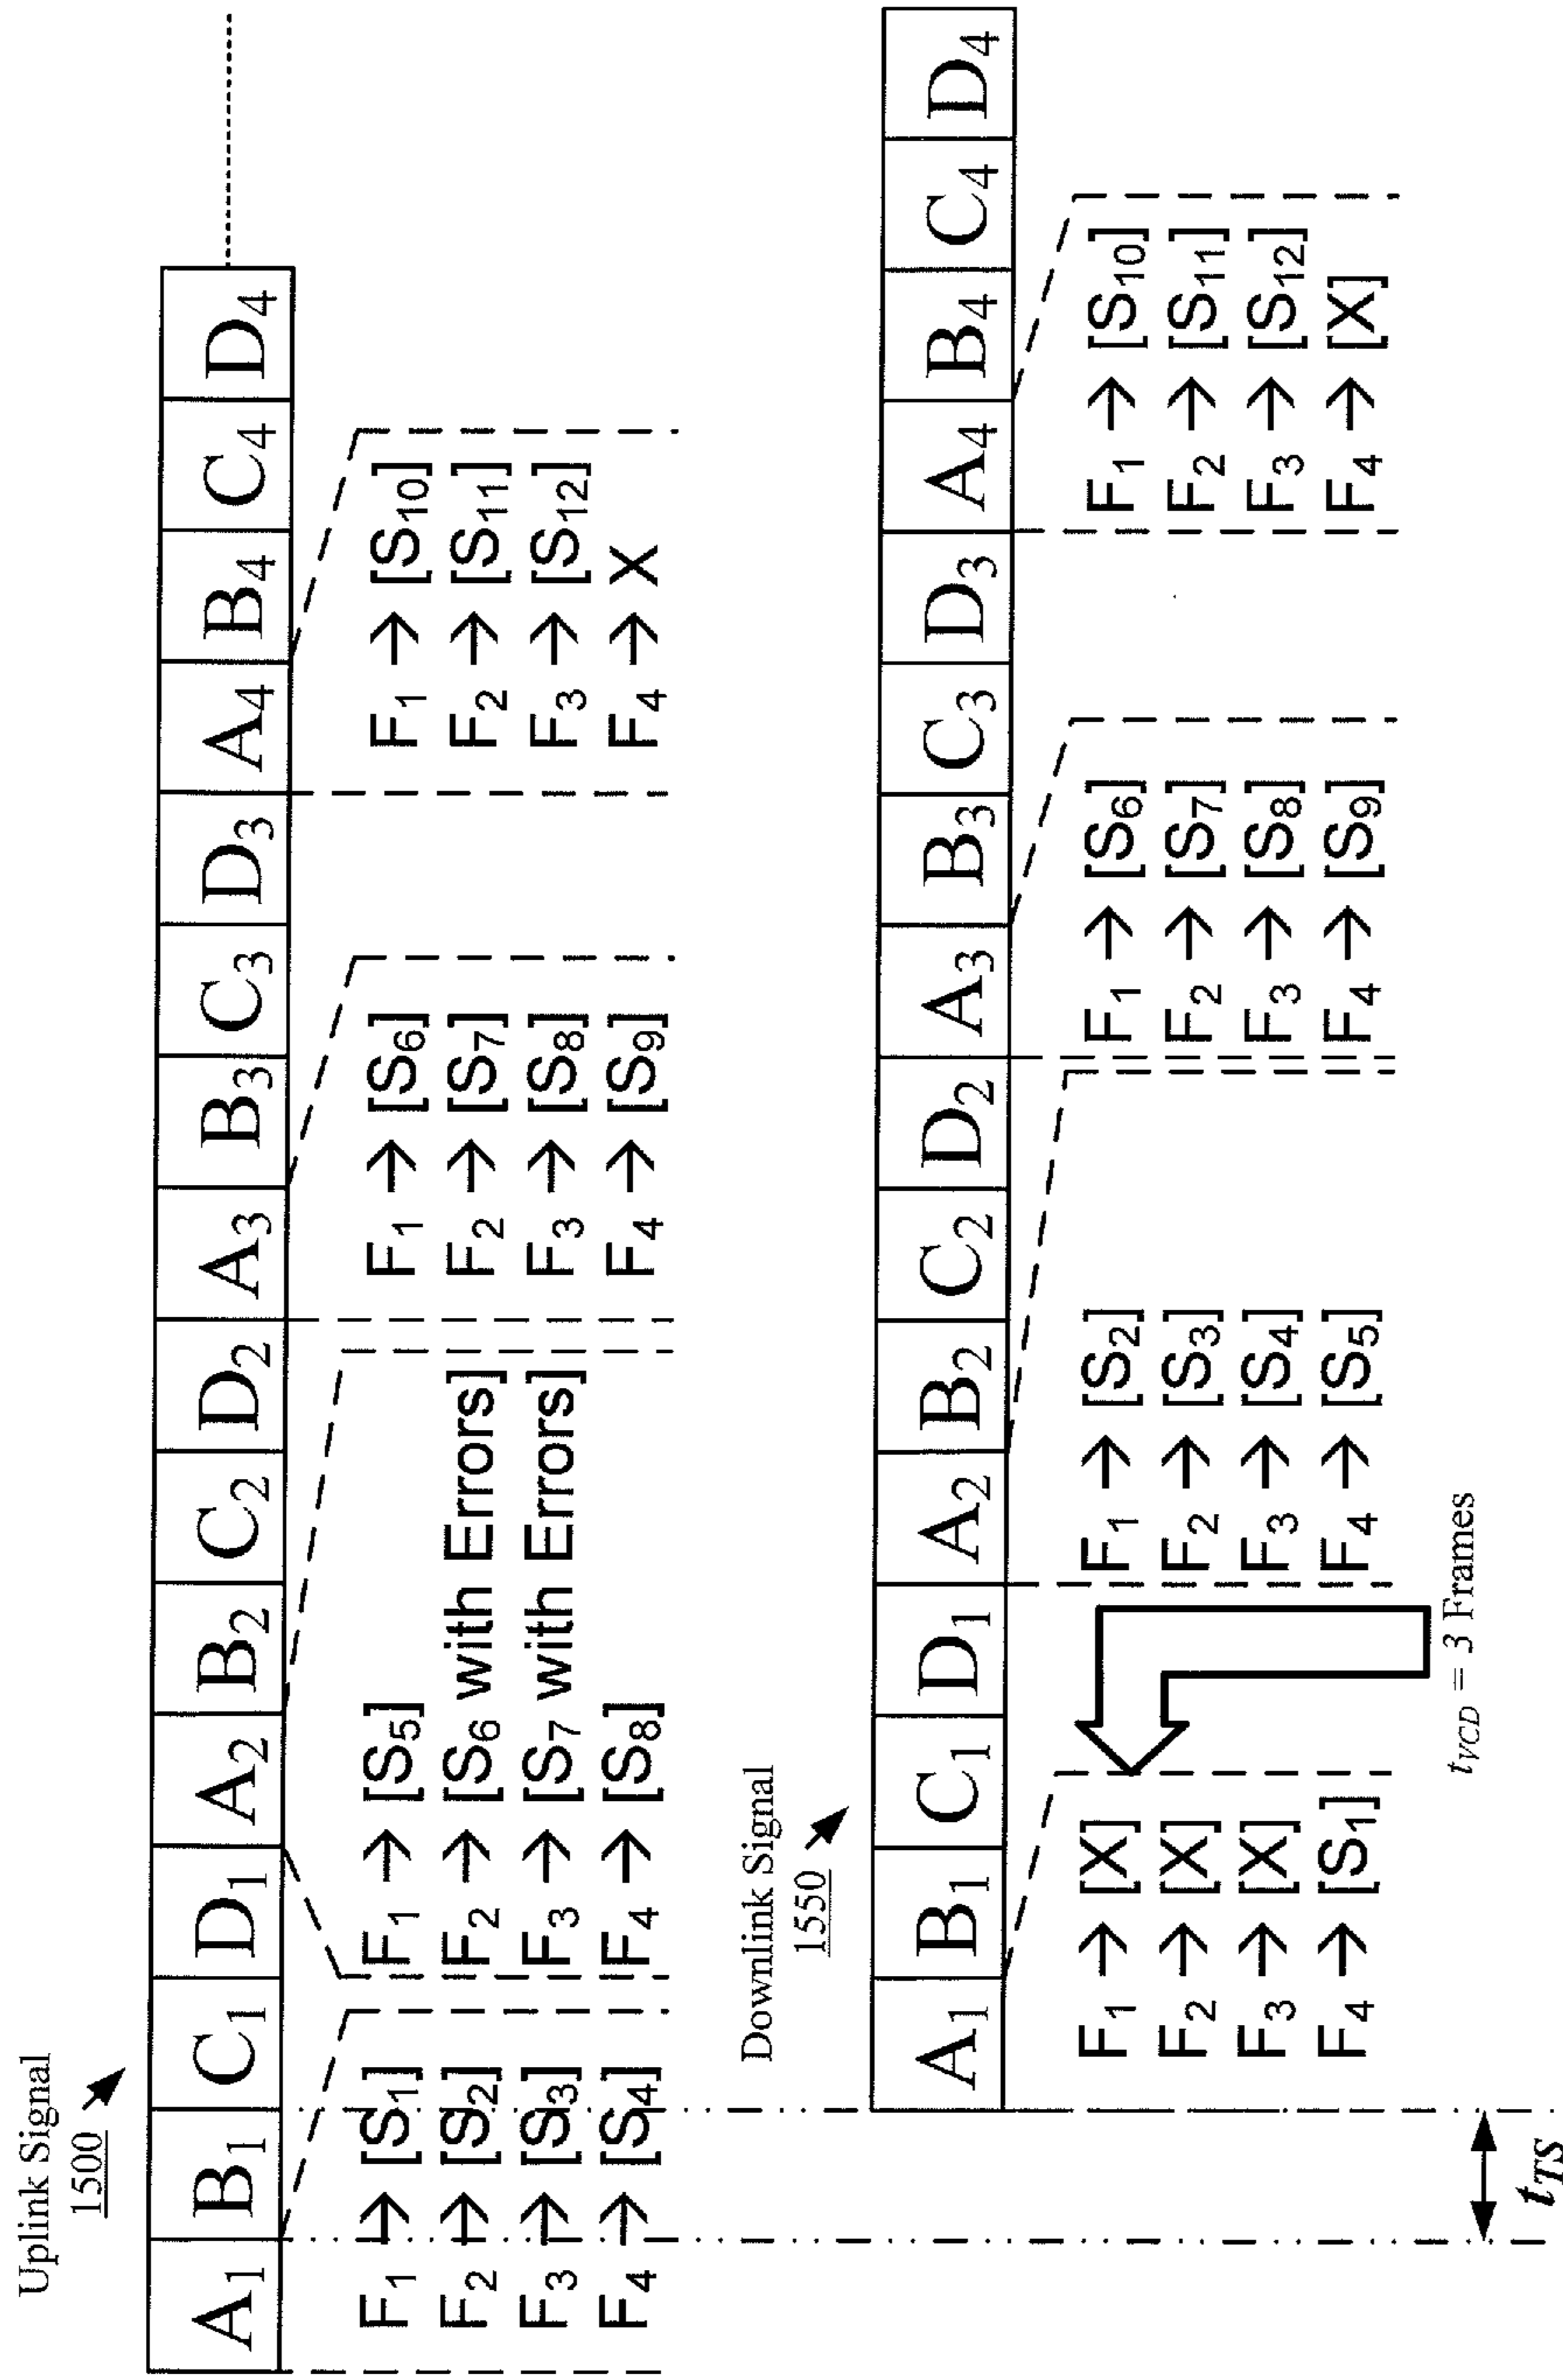 Uplink Signal
1500
A₁ B₁ C₁ D₁ A₂ B₂ C₂ D₂ A₃ B₃ C₃ D₃ A₄ B₄ C₄ D₄
F₁ → [S₁]
F₂ → [S₂]
F₃ → [S₃]
F₄ → [S₄]
F₁ → [S₅]
F₂ → [S₆ with Errors]
F₃ → [S₇ with Errors]
F₄ → [S₈]
F₁ → [S₆]
F₂ → [S₇]
F₃ → [S₈]
F₄ → [S₉]
F₁ → [S₁₀]
F₂ → [S₁₁]
F₃ → [S₁₂]
F₄ → X
Downlink Signal
1550
A₁ B₁ C₁ D₁ A₂ B₂ C₂ D₂ A₃ B₃ C₃ D₃ A₄ B₄ C₄ D₄
F₁ → [X]
F₂ → [X]
F₃ → [X]
F₄ → [S₁]
F₁ → [S₂]
F₂ → [S₃]
F₃ → [S₄]
F₄ → [S₅]
F₁ → [S₆]
F₂ → [S₇]
F₃ → [S₈]
F₄ → [S₉]
F₁ → [S₁₀]
F₂ → [S₁₁]
F₃ → [S₁₂]
F₄ → [X]
tVCD = 3 Frames
tTS